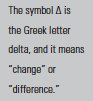 The symbol Δ is
the Greek letter
delta, and it means
“change” or
“difference.”